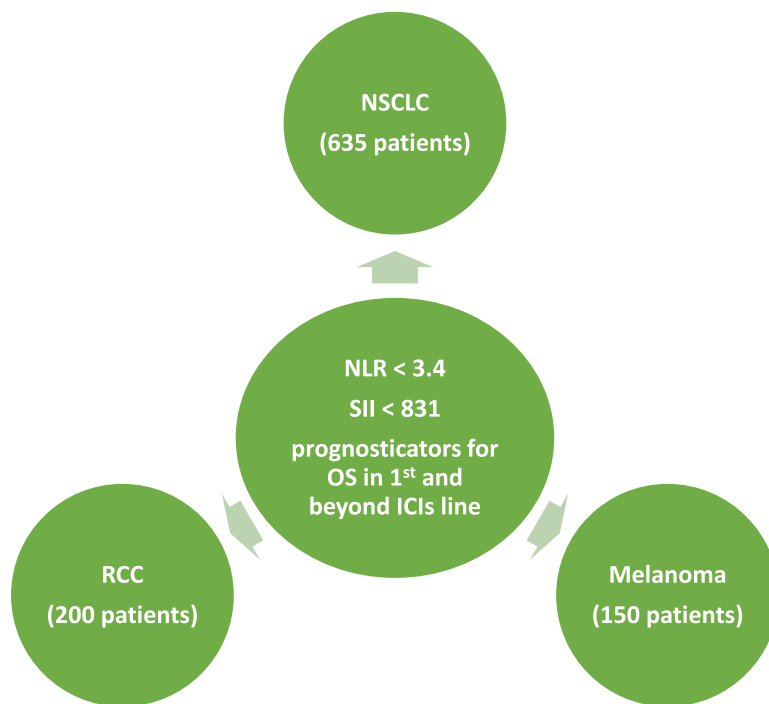 NSCLC
(635 patients)
NLR < 3.4
SII < 831
prognosticators for
OS in 1st and
beyond ICIs line
RCC
(200 patients)
Melanoma
(150 patients)